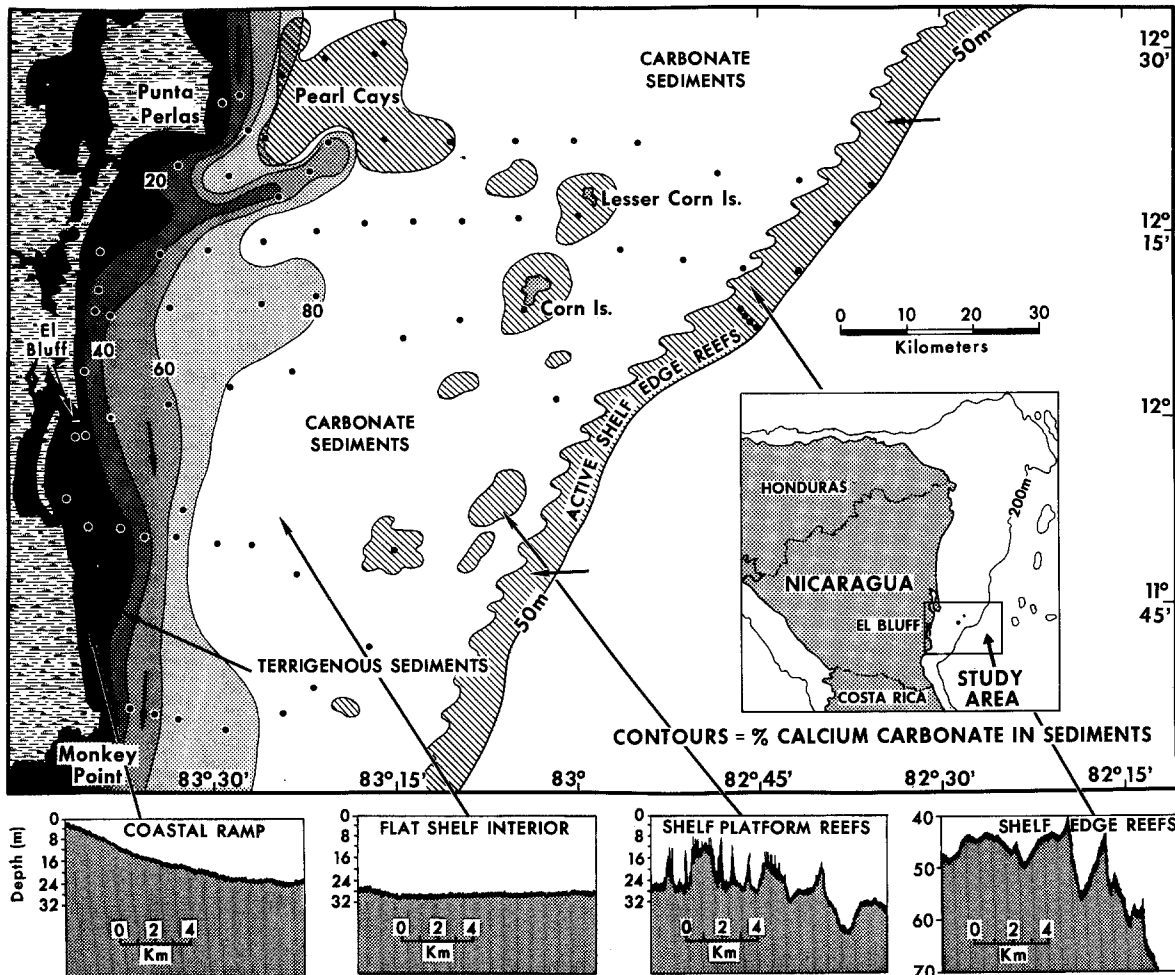 CARBONATE
SEDIMENTS
50m
12°
30'
Punta
Perlas
Pearl Cays
20
Lesser Corn Is.
12°
15'
Corn Is.
80
El
Bluff
40
60
0 10 20 30
Kilometers
ACTIVE SHELF EDGE REEFS
12°
CARBONATE
SEDIMENTS
HONDURAS
200m
NICARAGUA
EL BLUFF
11°
45'
50m
TERRIGENOUS SEDIMENTS
STUDY
AREA
COSTA RICA
CONTOURS = % CALCIUM CARBONATE IN SEDIMENTS
Monkey
Point
83° 30' 83° 15' 83° 82° 45' 82° 30' 82° 15'
Depth (m)
0
8
16
24
32
COASTAL RAMP
0 2 4
Km
0
8
16
24
32
FLAT SHELF INTERIOR
0 2 4
Km
0
8
16
24
32
SHELF PLATFORM REEFS
0 2 4
Km
40
50
60
70
SHELF EDGE REEFS
0 2 4
Km